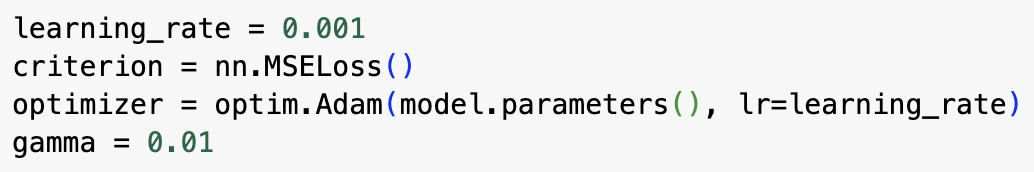 learning_rate = 0.001
criterion = nn.MSELoss()
optimizer = optim.Adam(model.parameters(), lr=learning_rate)
gamma = 0.01